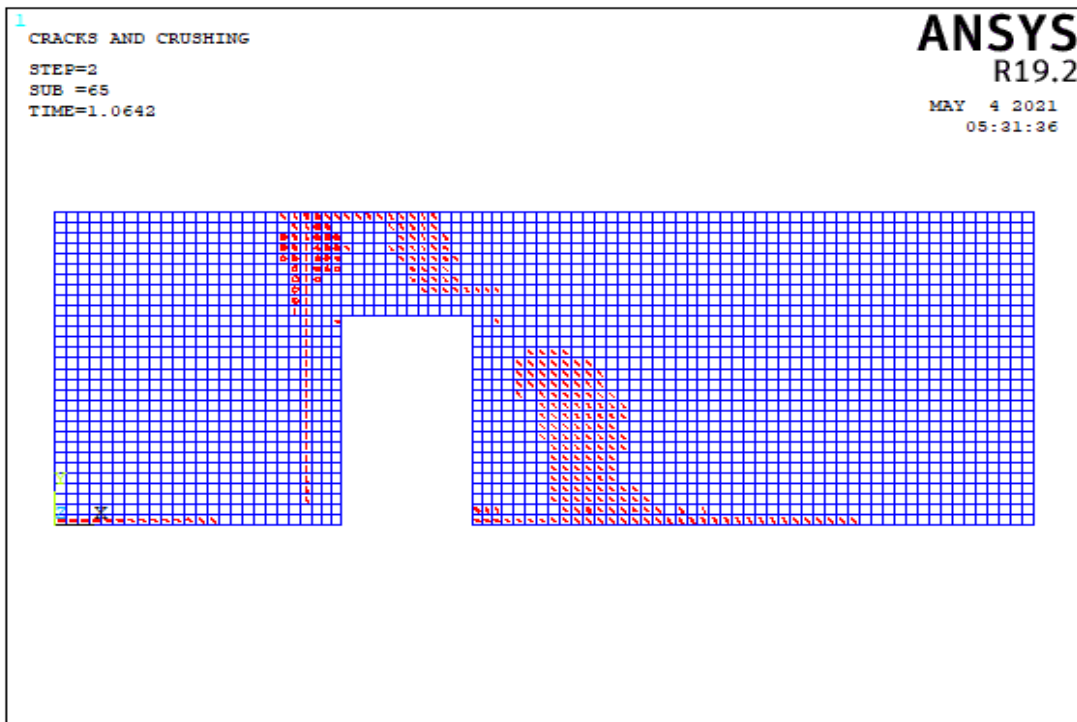 1
CRACKS AND CRUSHING
STEP=2
SUB =65
TIME=1.0642
ANSYS
R19.2
MAY  4 2021
05:31:36
Y
Z X